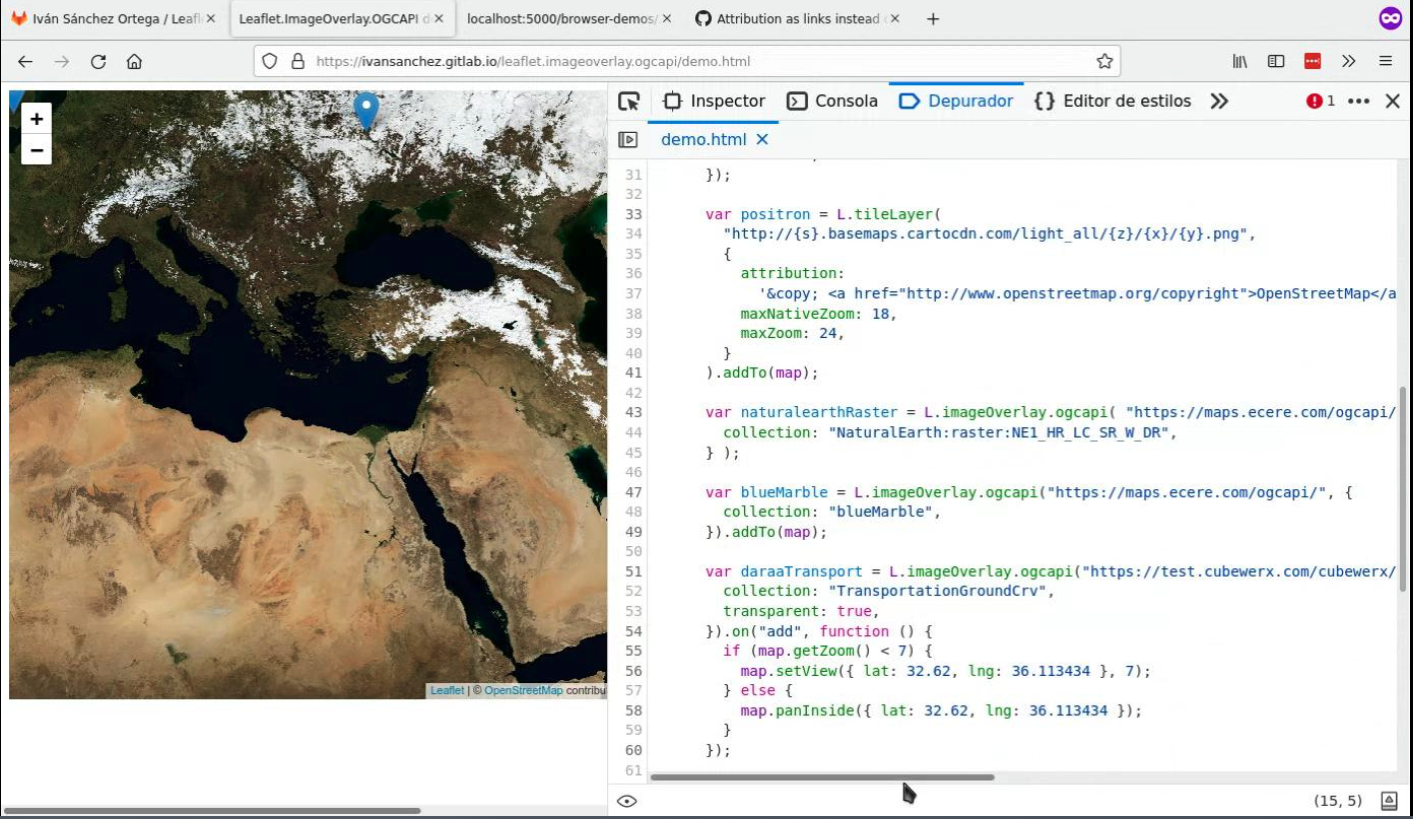 Iván Sánchez Ortega / Leafl
Leaflet.ImageOverlay.OGCAPI d
localhost:5000/browser-demos/
Attribution as links instead
https://ivansanchez.gitlab.io/leaflet.imageoverlay.ogcapi/demo.html
+
−
Leaflet | © OpenStreetMap contribu
Inspector
Consola
Depurador
Editor de estilos
1
demo.html
31 });
32
33 var positron = L.tileLayer(
34 "http://{s}.basemaps.cartocdn.com/light_all/{z}/{x}/{y}.png",
35 {
36 attribution:
37 '&copy; <a href="http://www.openstreetmap.org/copyright">OpenStreetMap</a
38 maxNativeZoom: 18,
39 maxZoom: 24,
40 }
41 ).addTo(map);
42
43 var naturalearthRaster = L.imageOverlay.ogcapi( "https://maps.ecere.com/ogcapi/
44 collection: "NaturalEarth:raster:NE1_HR_LC_SR_W_DR",
45 } );
46
47 var blueMarble = L.imageOverlay.ogcapi("https://maps.ecere.com/ogcapi/", {
48 collection: "blueMarble",
49 }).addTo(map);
50
51 var daraaTransport = L.imageOverlay.ogcapi("https://test.cubewerx.com/cubewerx/
52 collection: "TransportationGroundCrv",
53 transparent: true,
54 }).on("add", function () {
55 if (map.getZoom() < 7) {
56 map.setView({ lat: 32.62, lng: 36.113434 }, 7);
57 } else {
58 map.panInside({ lat: 32.62, lng: 36.113434 });
59 }
60 });
61
(15, 5)